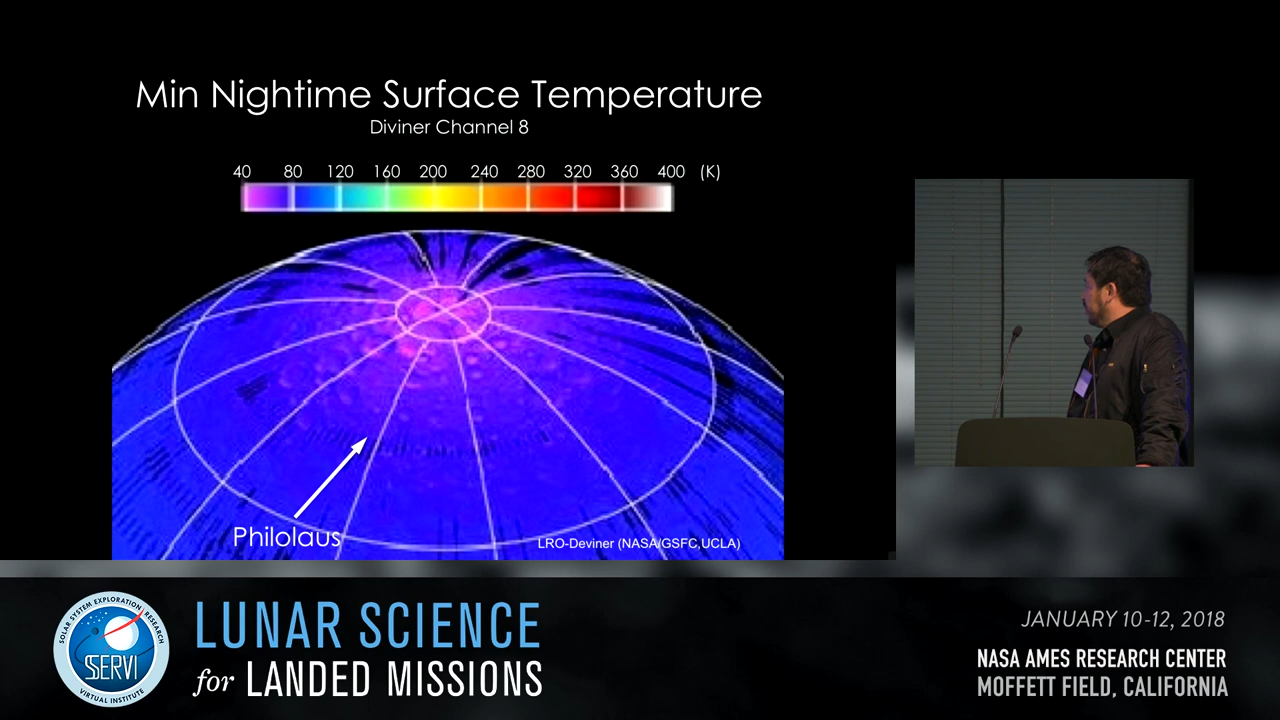 Min Nightime Surface Temperature
Diviner Channel 8
40 80 120 160 200 240 280 320 360 400 (K)
Philolaus
LRO-Deviner (NASA/GSFC,UCLA)
SOLAR SYSTEM EXPLORATION RESEARCH
SSERVI
VIRTUAL INSTITUTE
LUNAR SCIENCE
for LANDED MISSIONS
JANUARY 10-12, 2018
NASA AMES RESEARCH CENTER
MOFFETT FIELD, CALIFORNIA